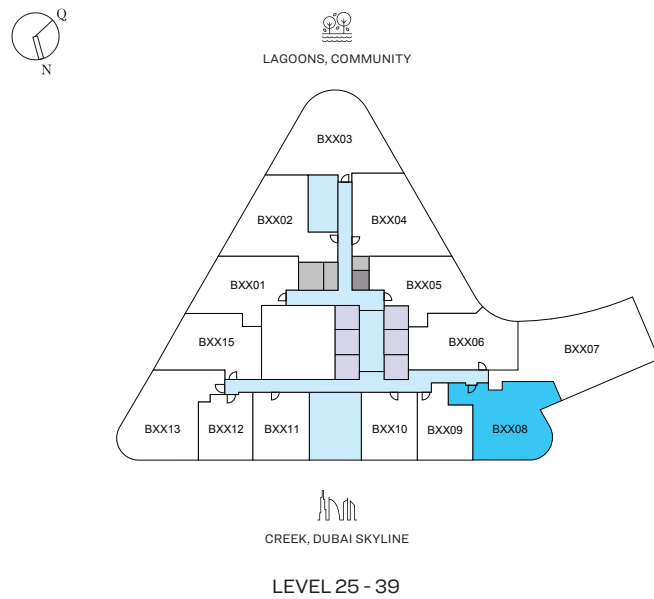 Q
N
LAGOONS, COMMUNITY
BXX03
BXX02
BXX04
BXX01
BXX05
BXX15
BXX06
BXX07
BXX13
BXX12
BXX11
BXX10
BXX09
BXX08
CREEK, DUBAI SKYLINE
LEVEL 25 - 39